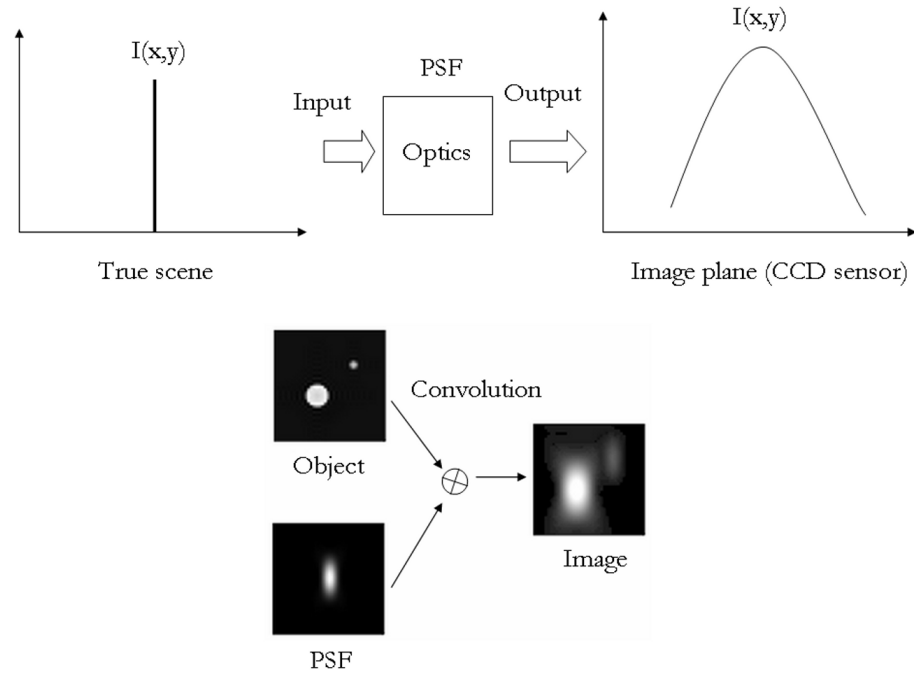 I(x,y)
I(x,y)
PSF
Input
Output
Optics
True scene
Image plane (CCD sensor)
Convolution
Object
Image
PSF